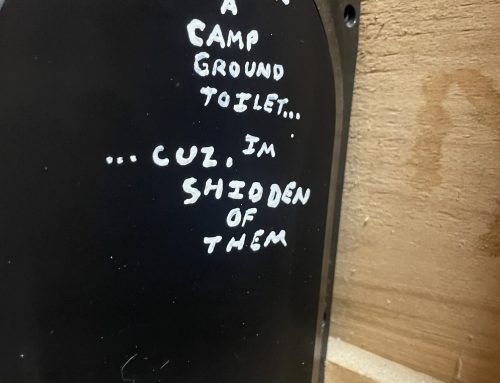 A
CAMP
GROUND
TOILET...
... CUZ. IM
SHIDDEN
OF
THEM